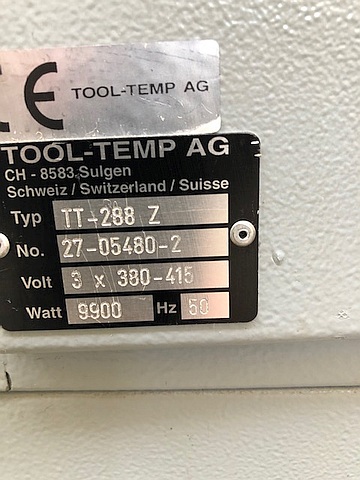 CE TOOL-TEMP AG
TOOL-TEMP AG
CH - 8583 Sulgen
Schweiz / Switzerland / Suisse
Typ TT-288 Z
No. 27-05480-2
Volt 3 x 380-415
Watt 9900 Hz 50